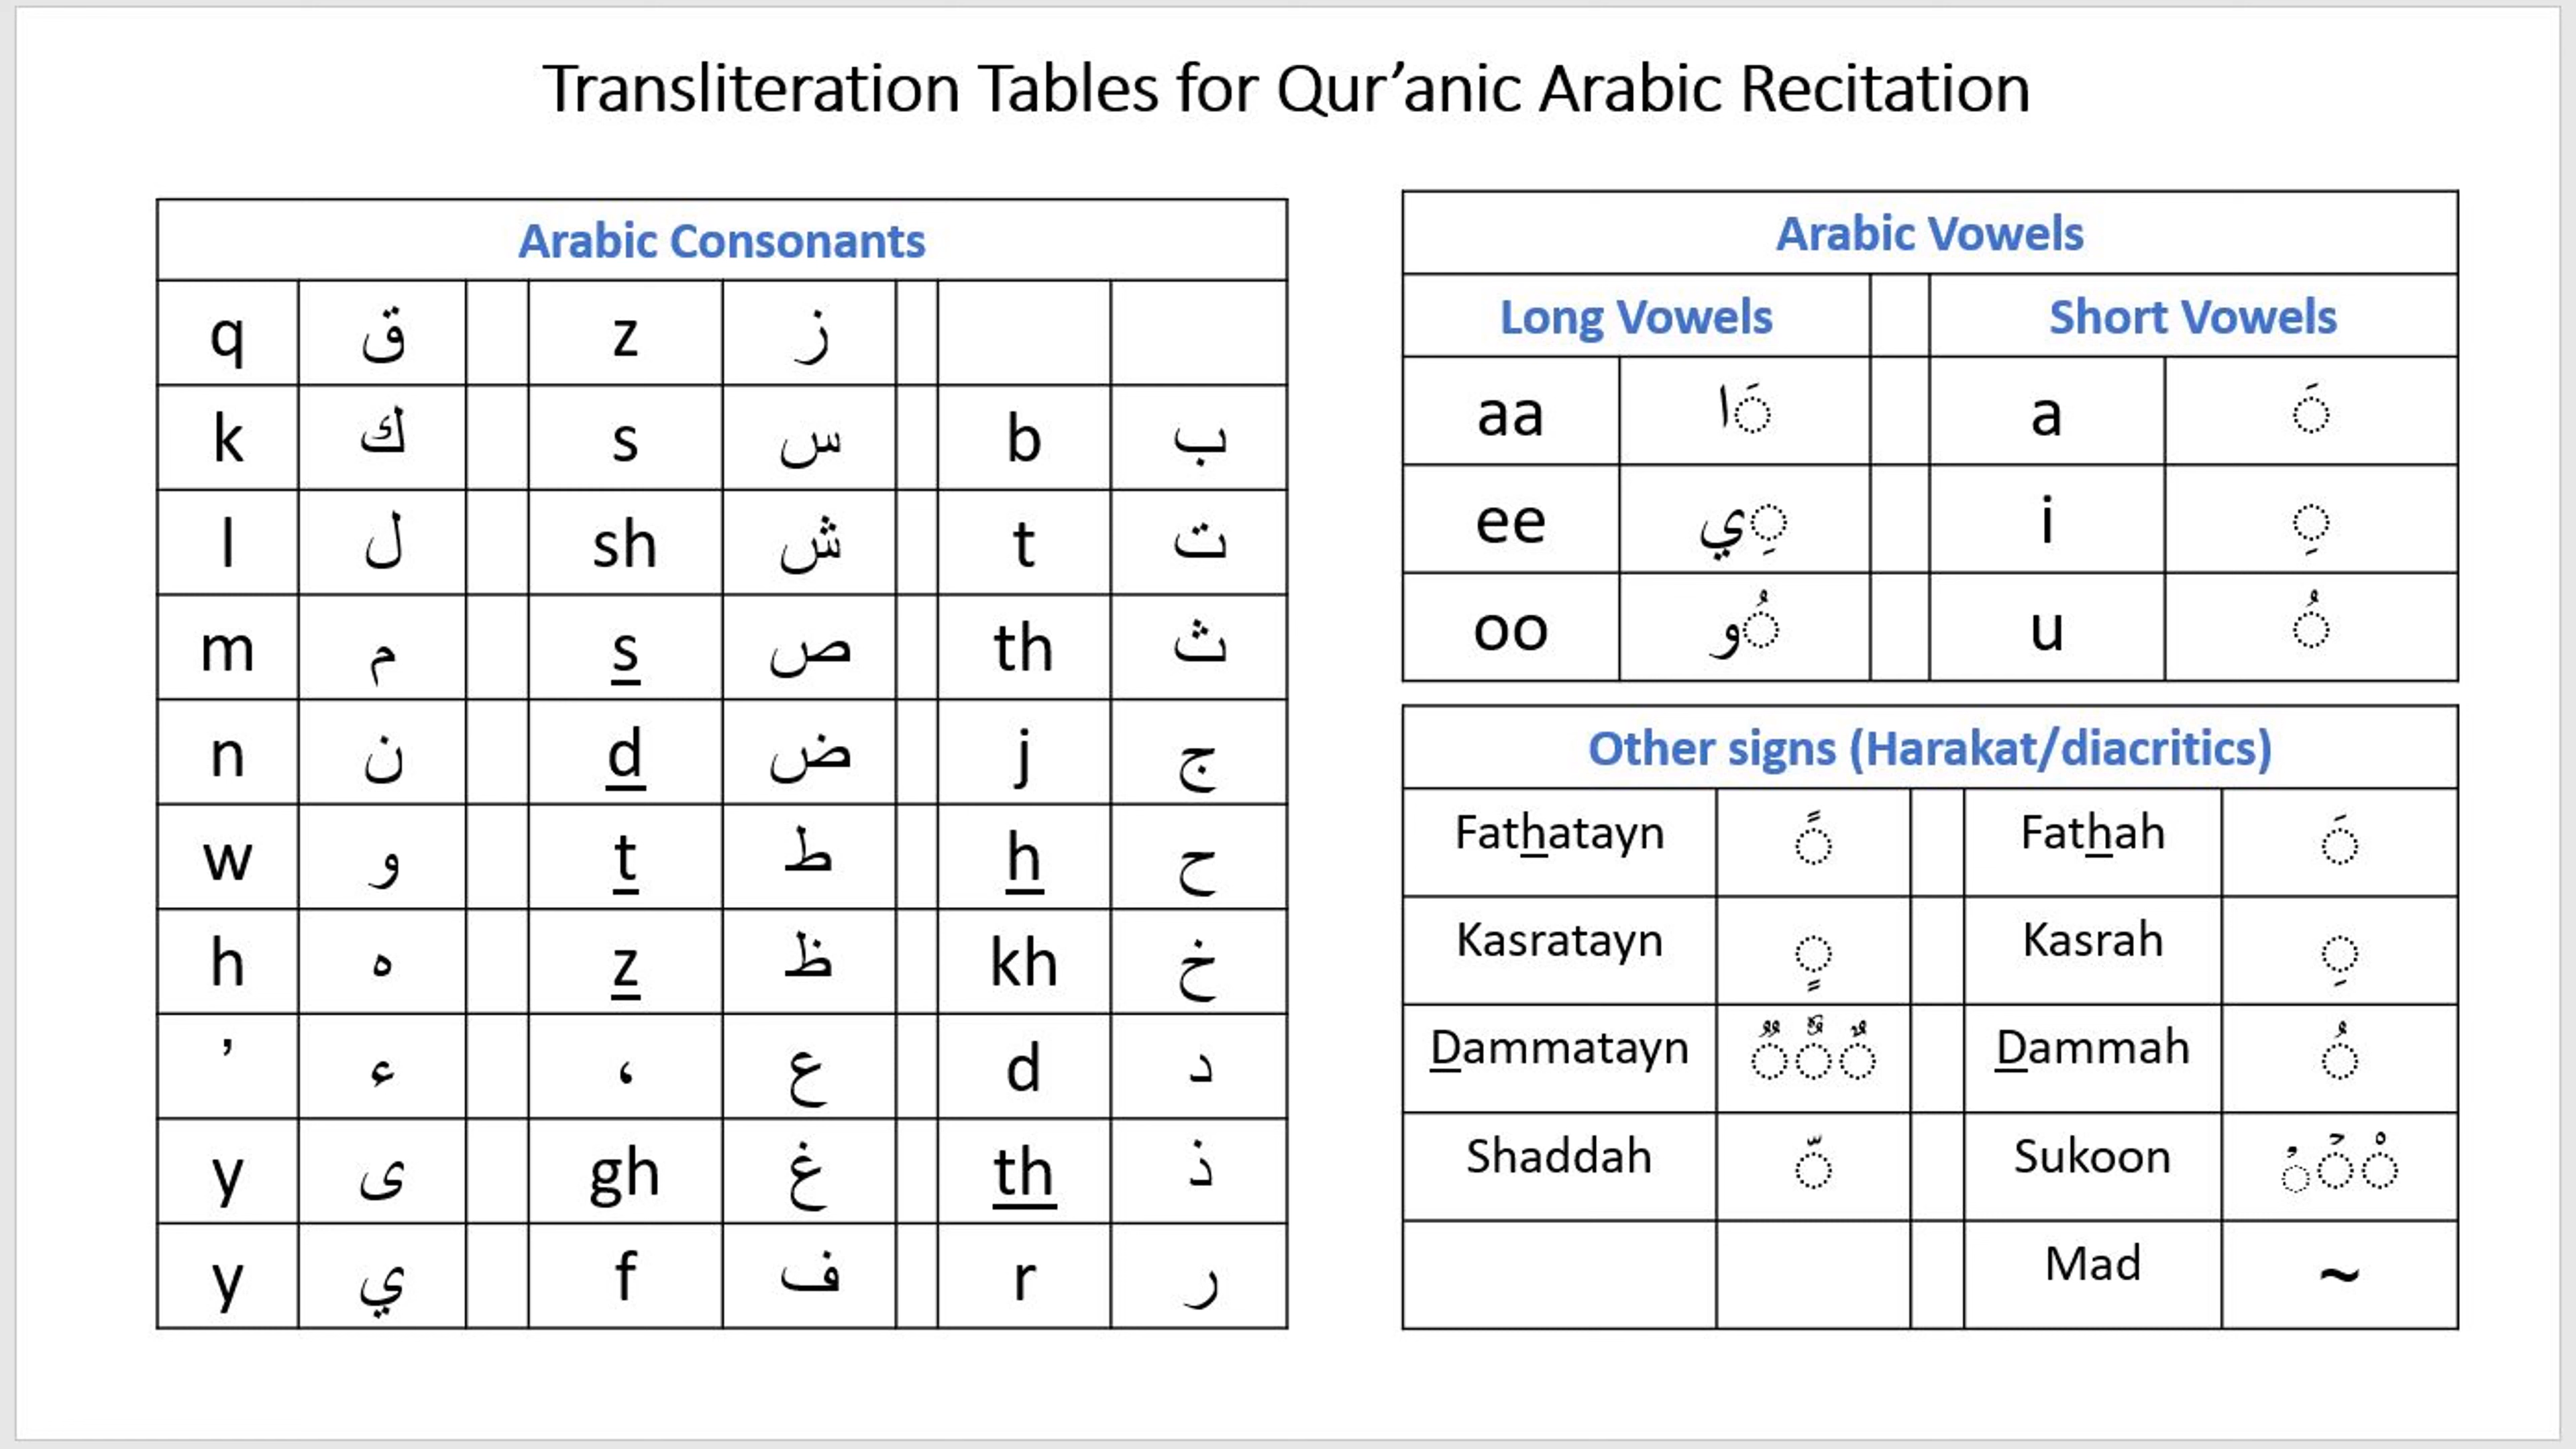 Transliteration Tables for Qur’anic Arabic Recitation
Arabic Consonants
q ق z ز
k ك s س b ب
l ل sh ش t ت
m م s ص th ث
n ن d ض j ج
w و t ط h ح
h ه z ظ kh خ
’ ء ‘ ع d د
y ى gh غ th ذ
y ي f ف r ر
Arabic Vowels
Long Vowels Short Vowels
aa ◌َا a ◌َ
ee ◌ِي i ◌ِ
oo ◌ُو u ◌ُ
Other signs (Harakat/diacritics)
Fathatayn ◌ً Fathah ◌َ
Kasratayn ◌ٍ Kasrah ◌ِ
Dammatayn ◌ٌ Dammah ◌ُ
Shaddah ◌ّ Sukoon ◌ْ
Mad ~